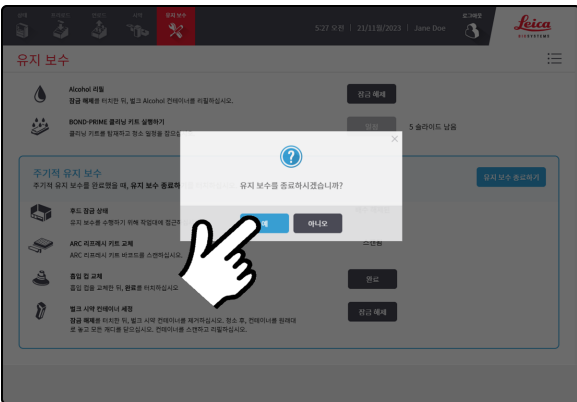 유지 보수
5:27 오전 | 21/11월/2023 | Jane Doe
로그아웃
Leica
BIOSYSTEMS
유지 보수
Alcohol 리필
잠금 해제를 터치한 뒤, 벌크 Alcohol 컨테이너를 리필하십시오.
잠금 해제
BOND-PRIME 클리닝 키트 실행하기
클리닝 키트를 탑재하고 청소 일정을 잡으십
일정
5 슬라이드 남음
주기적 유지 보수
주기적 유지 보수를 완료했을 때, 유지 보수 종료하
유지 보수 종료하기
유지 보수를 종료하시겠습니까?
예
아니오
후드 잠금 상태
유지 보수를 수행하기 위해 작업대에 접근하
ARC 리프레시 키트 교체
ARC 리프레시 키트 바코드를 스캔하십시오.
스캔됨
흡입 컵 교체
흡입 컵을 교체한 뒤, 완료를 터치하십시오
완료
벌크 시약 컨테이너 세정
잠금 해제를 터치한 뒤, 벌크 시약 컨테이너를 제거하십시오. 청소 후, 컨테이너를 원래대
로 놓고 모든 캐디를 닫으십시오. 컨테이너를 스캔하고 리필하십시오.
잠금 해제